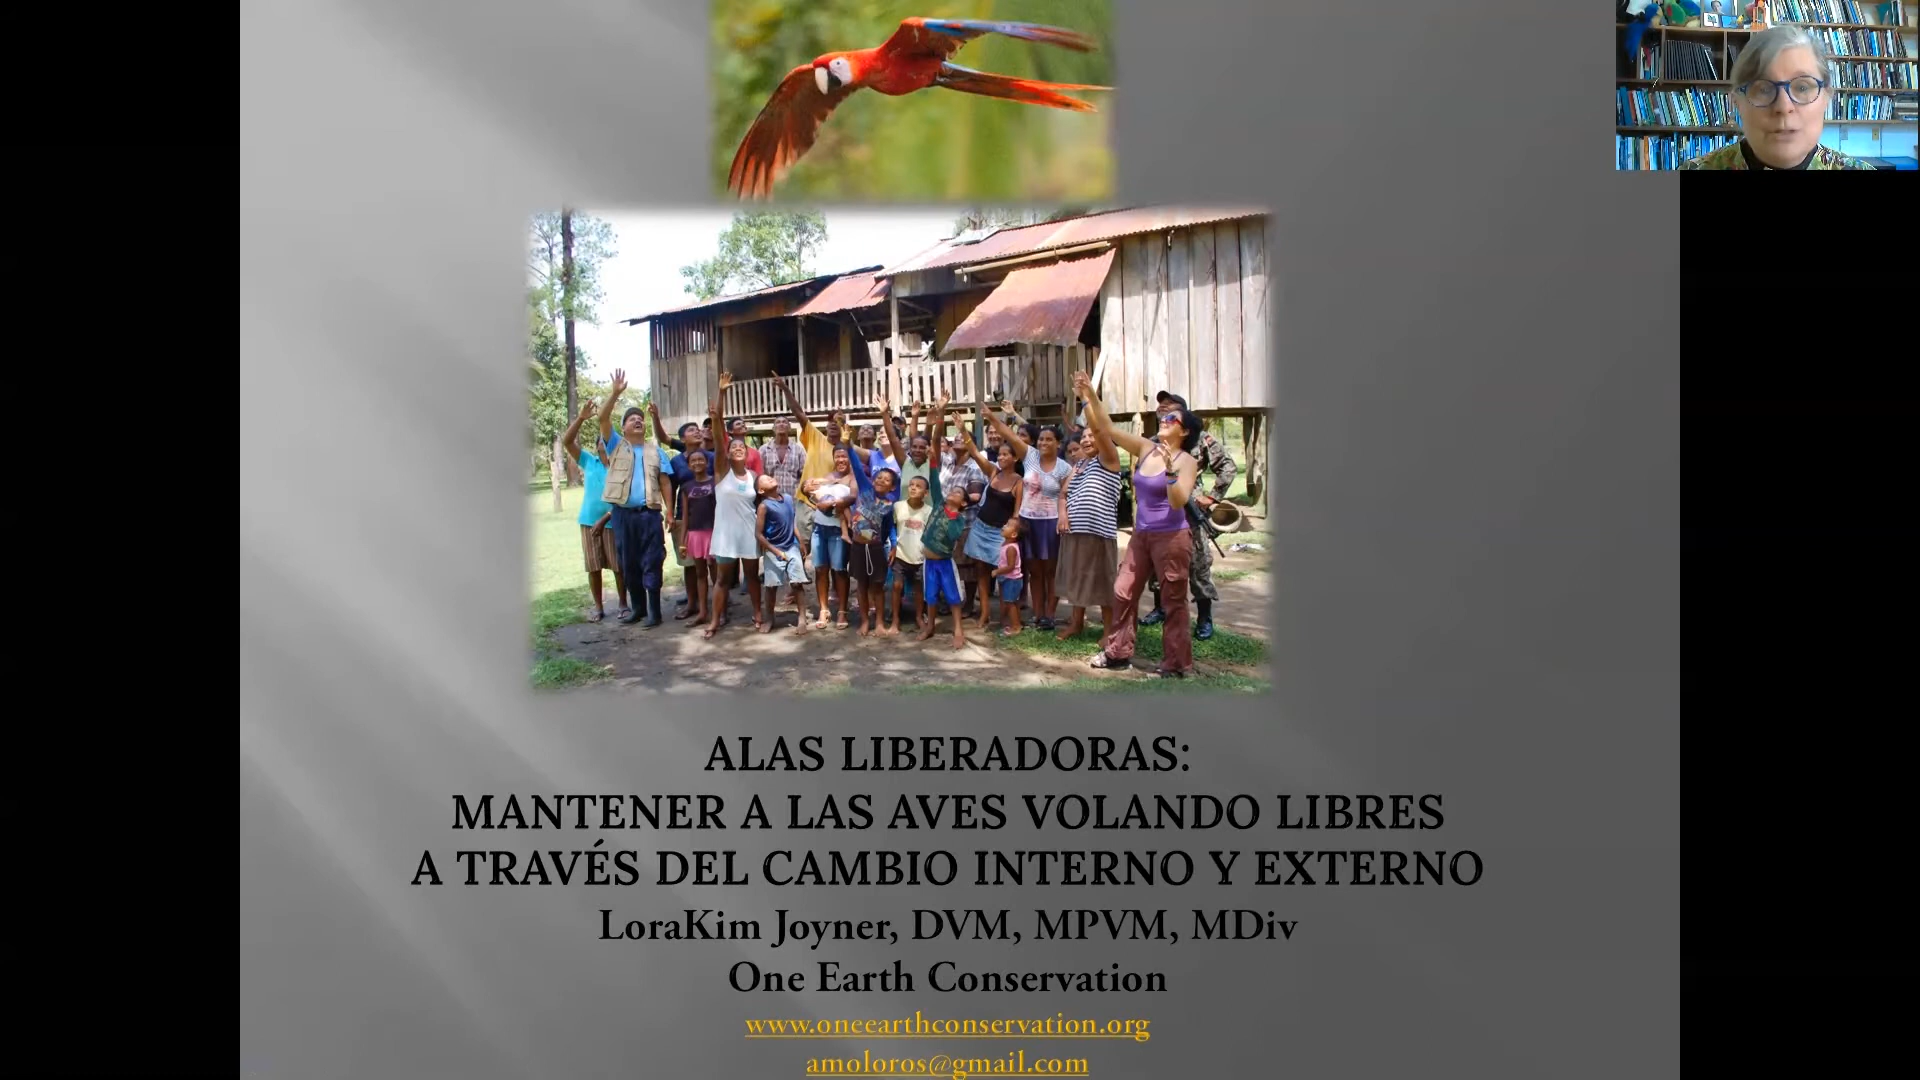 ALAS LIBERADORAS:
MANTENER A LAS AVES VOLANDO LIBRES
A TRAVÉS DEL CAMBIO INTERNO Y EXTERNO
LoraKim Joyner, DVM, MPVM, MDiv
One Earth Conservation
www.oneearthconservation.org
amoloros@gmail.com